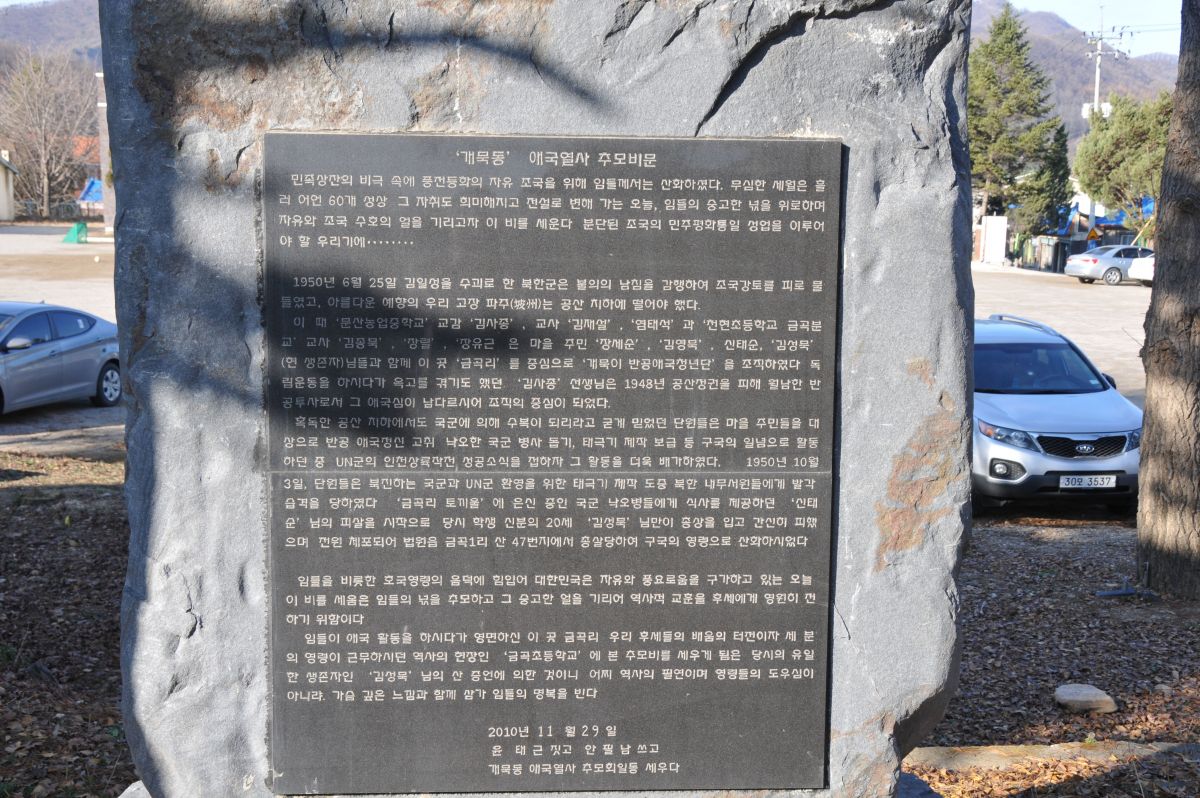 '개묵동' 애국열사 추모비문
민족상잔의 비극 속에 풍전등화의 자유 조국을 위해 임들께서는 산화하셨다. 무심한 세월은 흘
러 어언 60개 성상 그 자취도 희미해지고 전설로 변해 가는 오늘, 임들의 숭고한 넋을 위로하며
자유와 조국 수호의 얼을 기리고자 이 비를 세운다 분단된 조국의 민주평화통일 성업을 이루어
야 할 우리기에········
1950년 6월 25일 김일성을 수괴로 한 북한군은 불의의 남침을 감행하여 조국강토를 피로 물
들였고, 아름다운 예향의 우리 고장 파주(坡州)는 공산 치하에 떨어야 했다.
이 때 '문산농업중학교' 교감 '김사종', 교사 '김재설', '염태석' 과 '천현초등학교 금곡분
교' 교사 '김종묵', '장률', '장유근 은 마을 주민 '장세순', '김영묵', 신태순, '김성묵'
(현 생존자)님들과 함께 이 곳 '금곡리' 를 중심으로 '개묵이 반공애국청년단' 을 조직하였다 독
립운동을 하시다가 옥고를 겪기도 했던 '김사종' 선생님은 1948년 공산정권을 피해 월남한 반
공투사로서 그 애국심이 남다르시어 조직의 중심이 되었다.
혹독한 공산 치하에서도 국군에 의해 수복이 되리라고 굳게 믿었던 단원들은 마을 주민들을 대
상으로 반공 애국정신 고취 낙오한 국군 병사 돕기, 태극기 제작 보급 등 구국의 일념으로 활동
하던 중 UN군의 인천상륙작전 성공소식을 접하자 그 활동을 더욱 배가하였다. 1950년 10월
3일, 단원들은 북진하는 국군과 UN군 환영을 위한 태극기 제작 도중 북한 내무서원들에게 발각
습격을 당하였다 '금곡리 토끼울' 에 은신 중인 국군 낙오병들에게 식사를 제공하던 '신태
순' 님의 피살을 시작으로 당시 학생 신분의 20세 '김성묵' 님만이 총상을 입고 간신히 피했
으며 전원 체포되어 법원읍 금곡1리 산 47번지에서 총살당하여 구국의 영령으로 산화하시었다
임들을 비롯한 호국영령의 음덕에 힘입어 대한민국은 자유와 풍요로움을 구가하고 있는 오늘
이 비를 세움은 임들의 넋을 추모하고 그 숭고한 얼을 기리어 역사적 교훈을 후세에게 영원히 전
하기 위함이다
임들이 애국 활동을 하시다가 영면하신 이 곳 금곡리 우리 후세들의 배움의 터전이자 세 분
의 영령이 근무하시던 역사의 현장인 '금곡초등학교' 에 본 추모비를 세우게 됨은 당시의 유일
한 생존자인 '김성묵' 님의 산 증언에 의한 것이니 어찌 역사의 필연이며 영령들의 도우심이
아니랴. 가슴 깊은 느낌과 함께 삼가 임들의 명복을 빈다
2010년 11 월 29 일
윤 태 근 짓고 안 필 남 쓰고
개묵동 애국열사 추모회일동 세우다
KIA
30모 3537